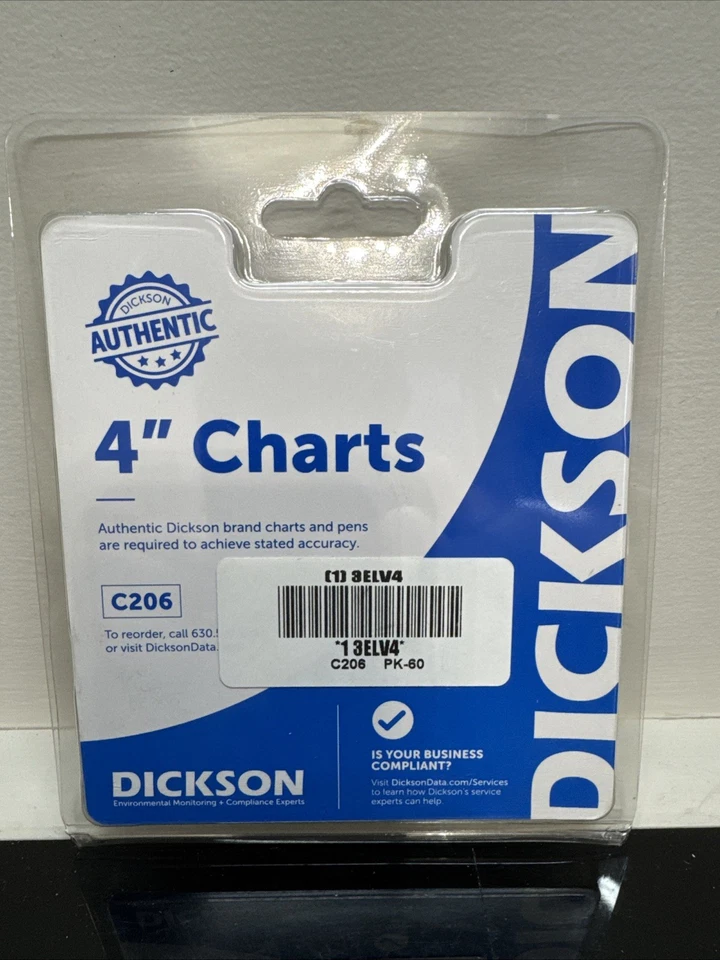 DICKSON
AUTHENTIC
4" Charts
Authentic Dickson brand charts and pens
are required to achieve stated accuracy.
C206
To reorder, call 630.
or visit DicksonData.
(1) 3ELV4
*1 3ELV4*
C206 PK-60
DICKSON
DICKSON
Environmental Monitoring + Compliance Experts
IS YOUR BUSINESS
COMPLIANT?
Visit DicksonData.com/Services
to learn how Dickson's service
experts can help.